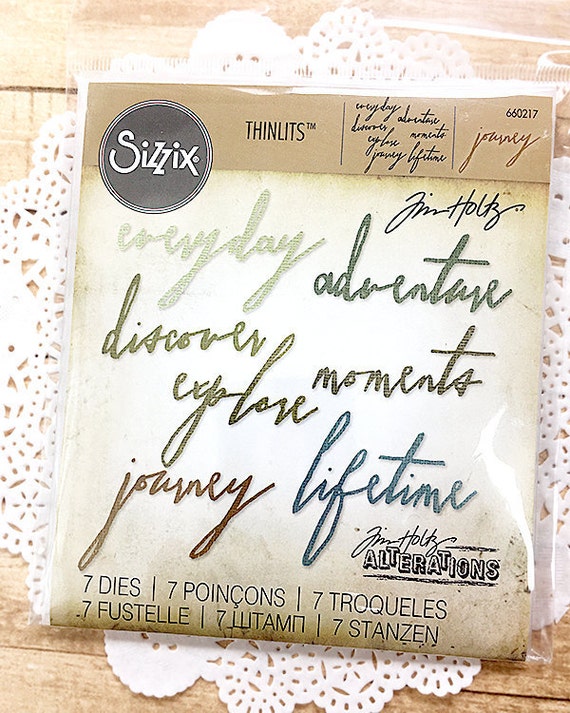 Sizzix®
THINLITS™
everyday
adventure
discover
explore
moments
journey
lifetime
660217
journey
Tim Holtz
everyday
adventure
discover
explore
moments
journey
lifetime
Tim Holtz
ALTERATIONS
7 DIES | 7 POINÇONS | 7 TROQUELES
7 FUSTELLE | 7 ШТАМП | 7 STANZEN